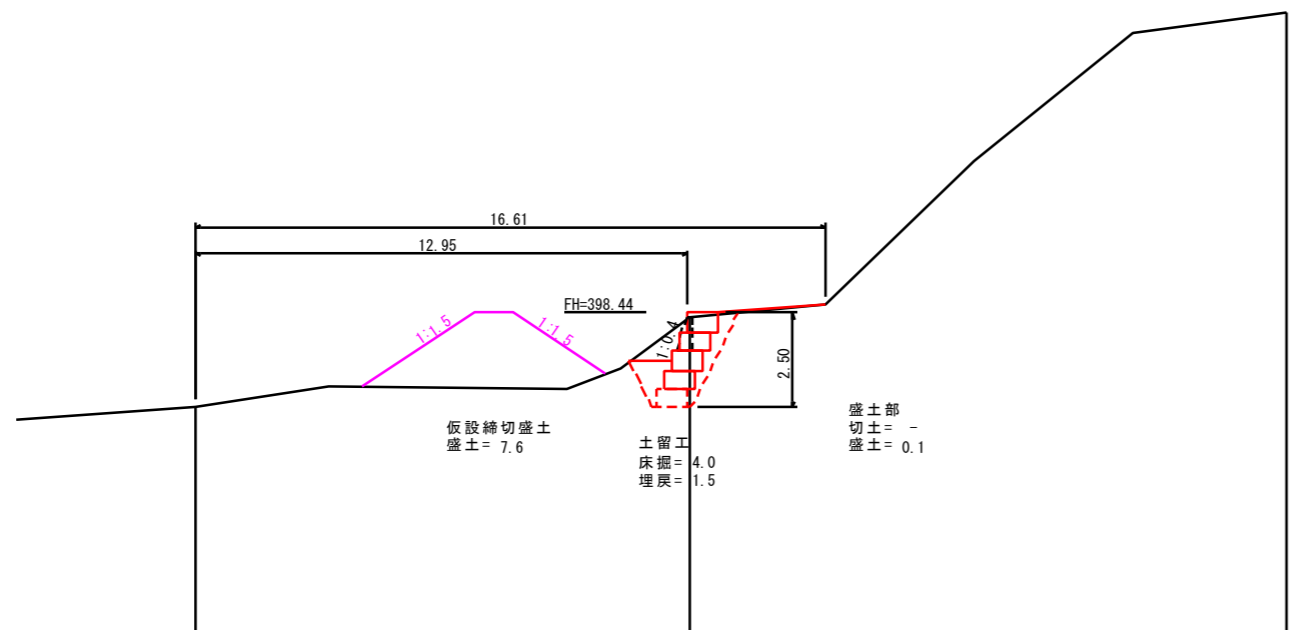 16.61
12.95
FH=398.44
1:1.5
1:1.5
1:0.4
2.50
仮設締切盛土
盛土= 7.6
土留工
床掘= 4.0
埋戻= 1.5
盛土部
切土= -
盛土= 0.1